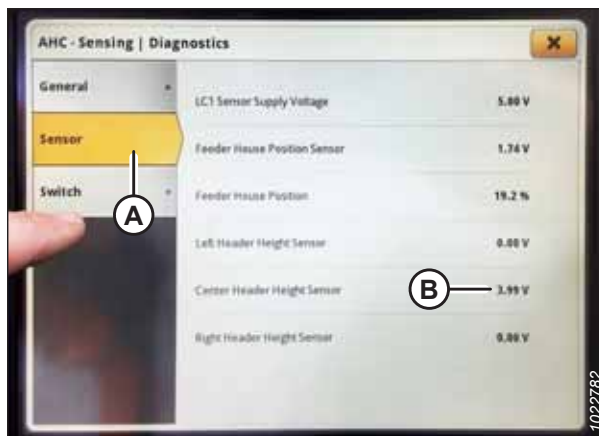 AHC - Sensing | Diagnostics
General
Sensor
Switch
A
LC1 Sensor Supply Voltage 5.00 V
Feeder House Position Sensor 1.74 V
Feeder House Position 19.2 %
Left Header Height Sensor 0.00 V
Center Header Height Sensor B 3.99 V
Right Header Height Sensor 0.00 V
1022782